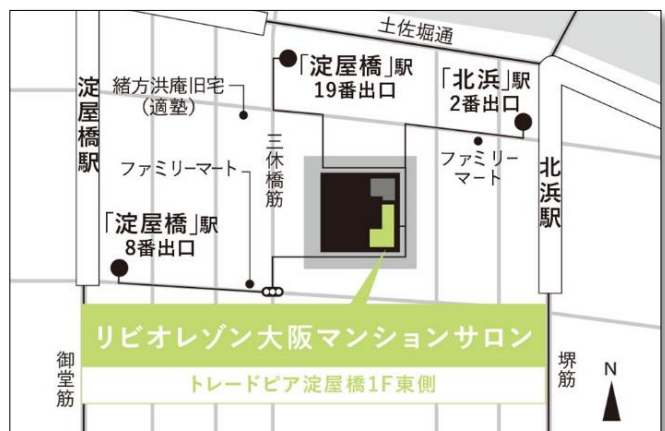 土佐堀通
「淀屋橋」駅
19番出口
「北浜」駅
2番出口
淀屋橋駅
緒方洪庵旧宅
(適塾)
三休橋筋
ファミリーマート
ファミリー
マート
北浜駅
「淀屋橋」駅
8番出口
リビオレゾン大阪マンションサロン
トレードピア淀屋橋1F東側
御堂筋
堺筋
N